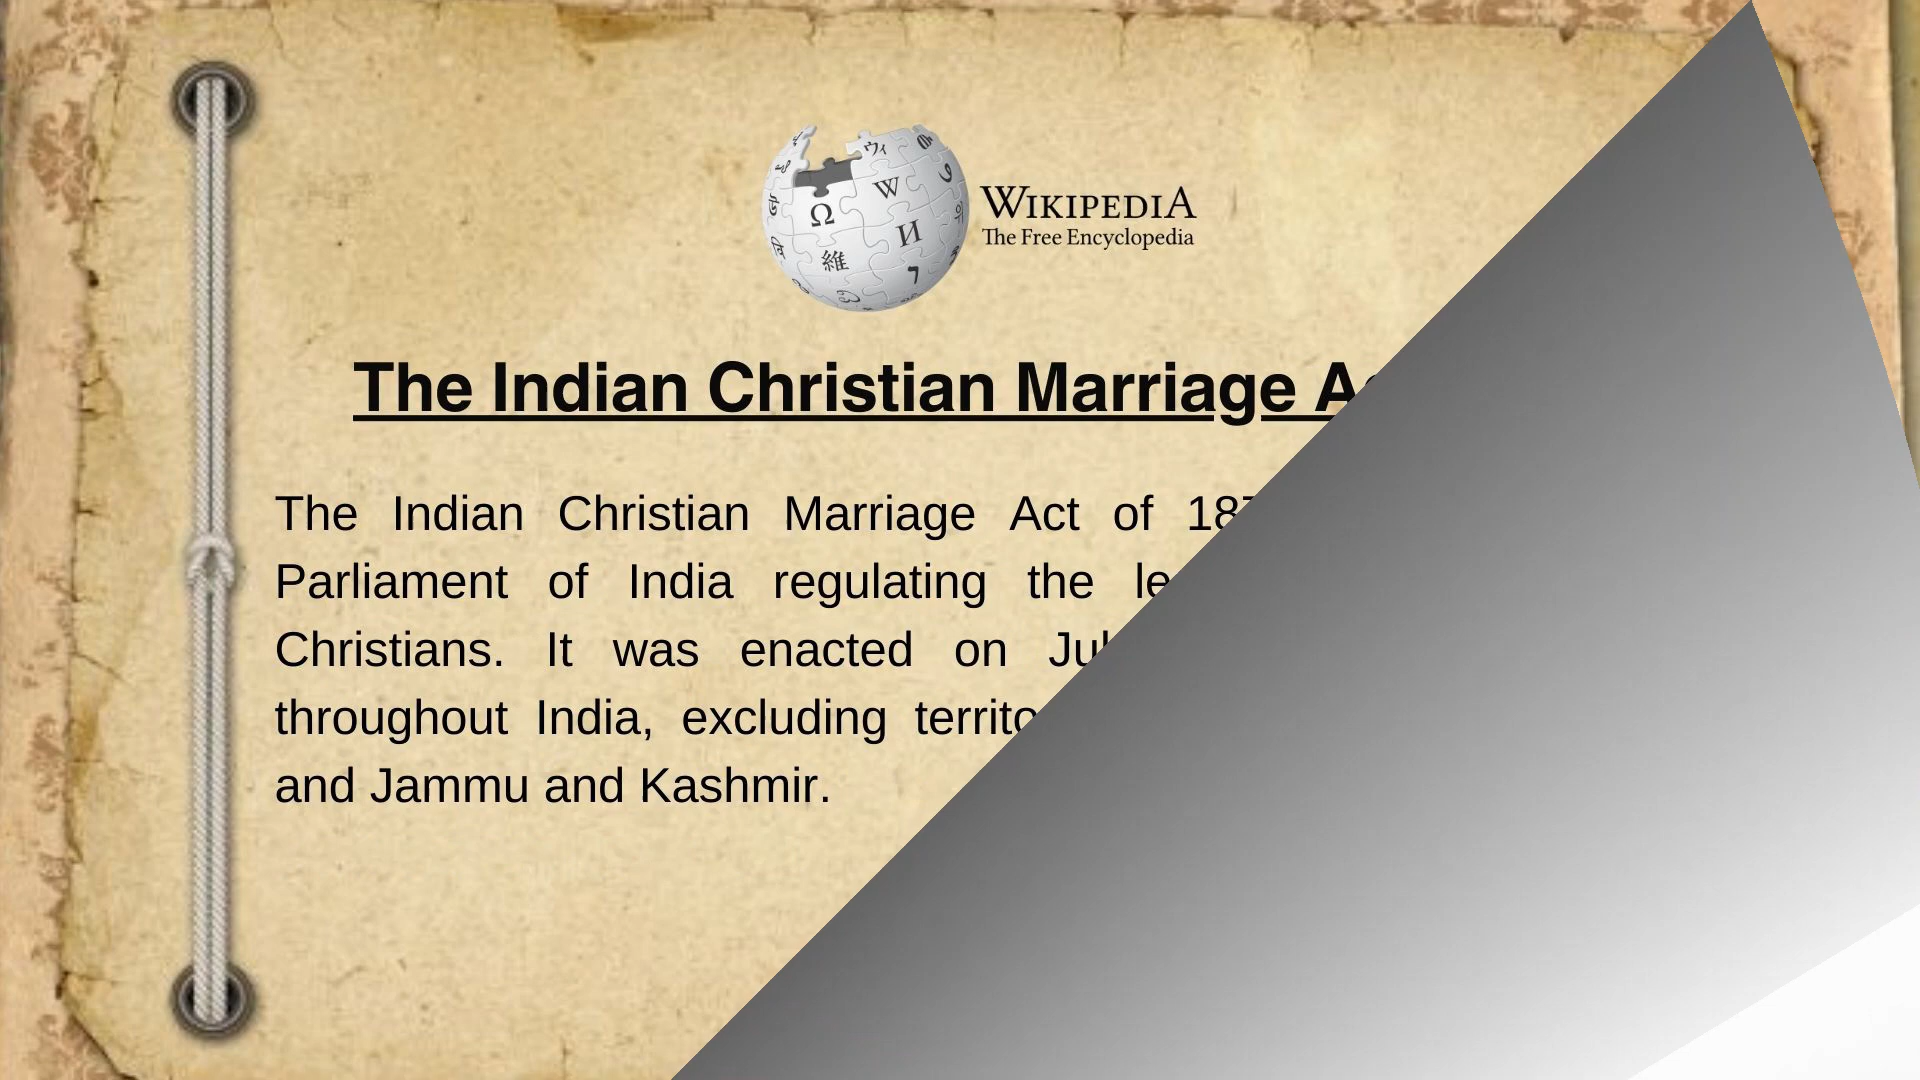 WIKIPEDIA
The Free Encyclopedia
The Indian Christian Marriage
The Indian Christian Marriage Act of
Parliament of India regulating the
Christians. It was enacted on
throughout India, excluding
and Jammu and Kashmir.